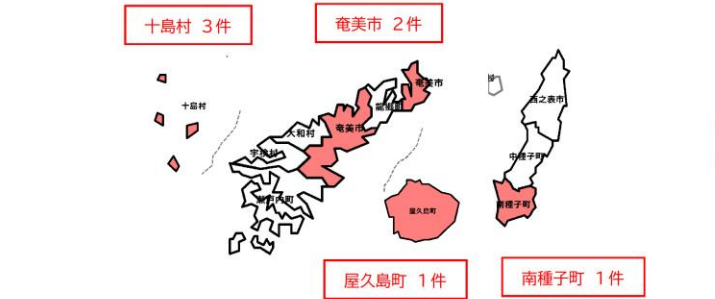 十島村 3件
奄美市 2件
奄美市
龍郷町
西之表市
十島村
奄美市
大和村
宇検村
中種子町
瀬戸内町
屋久島町
南種子町
屋久島町 1件
南種子町 1件